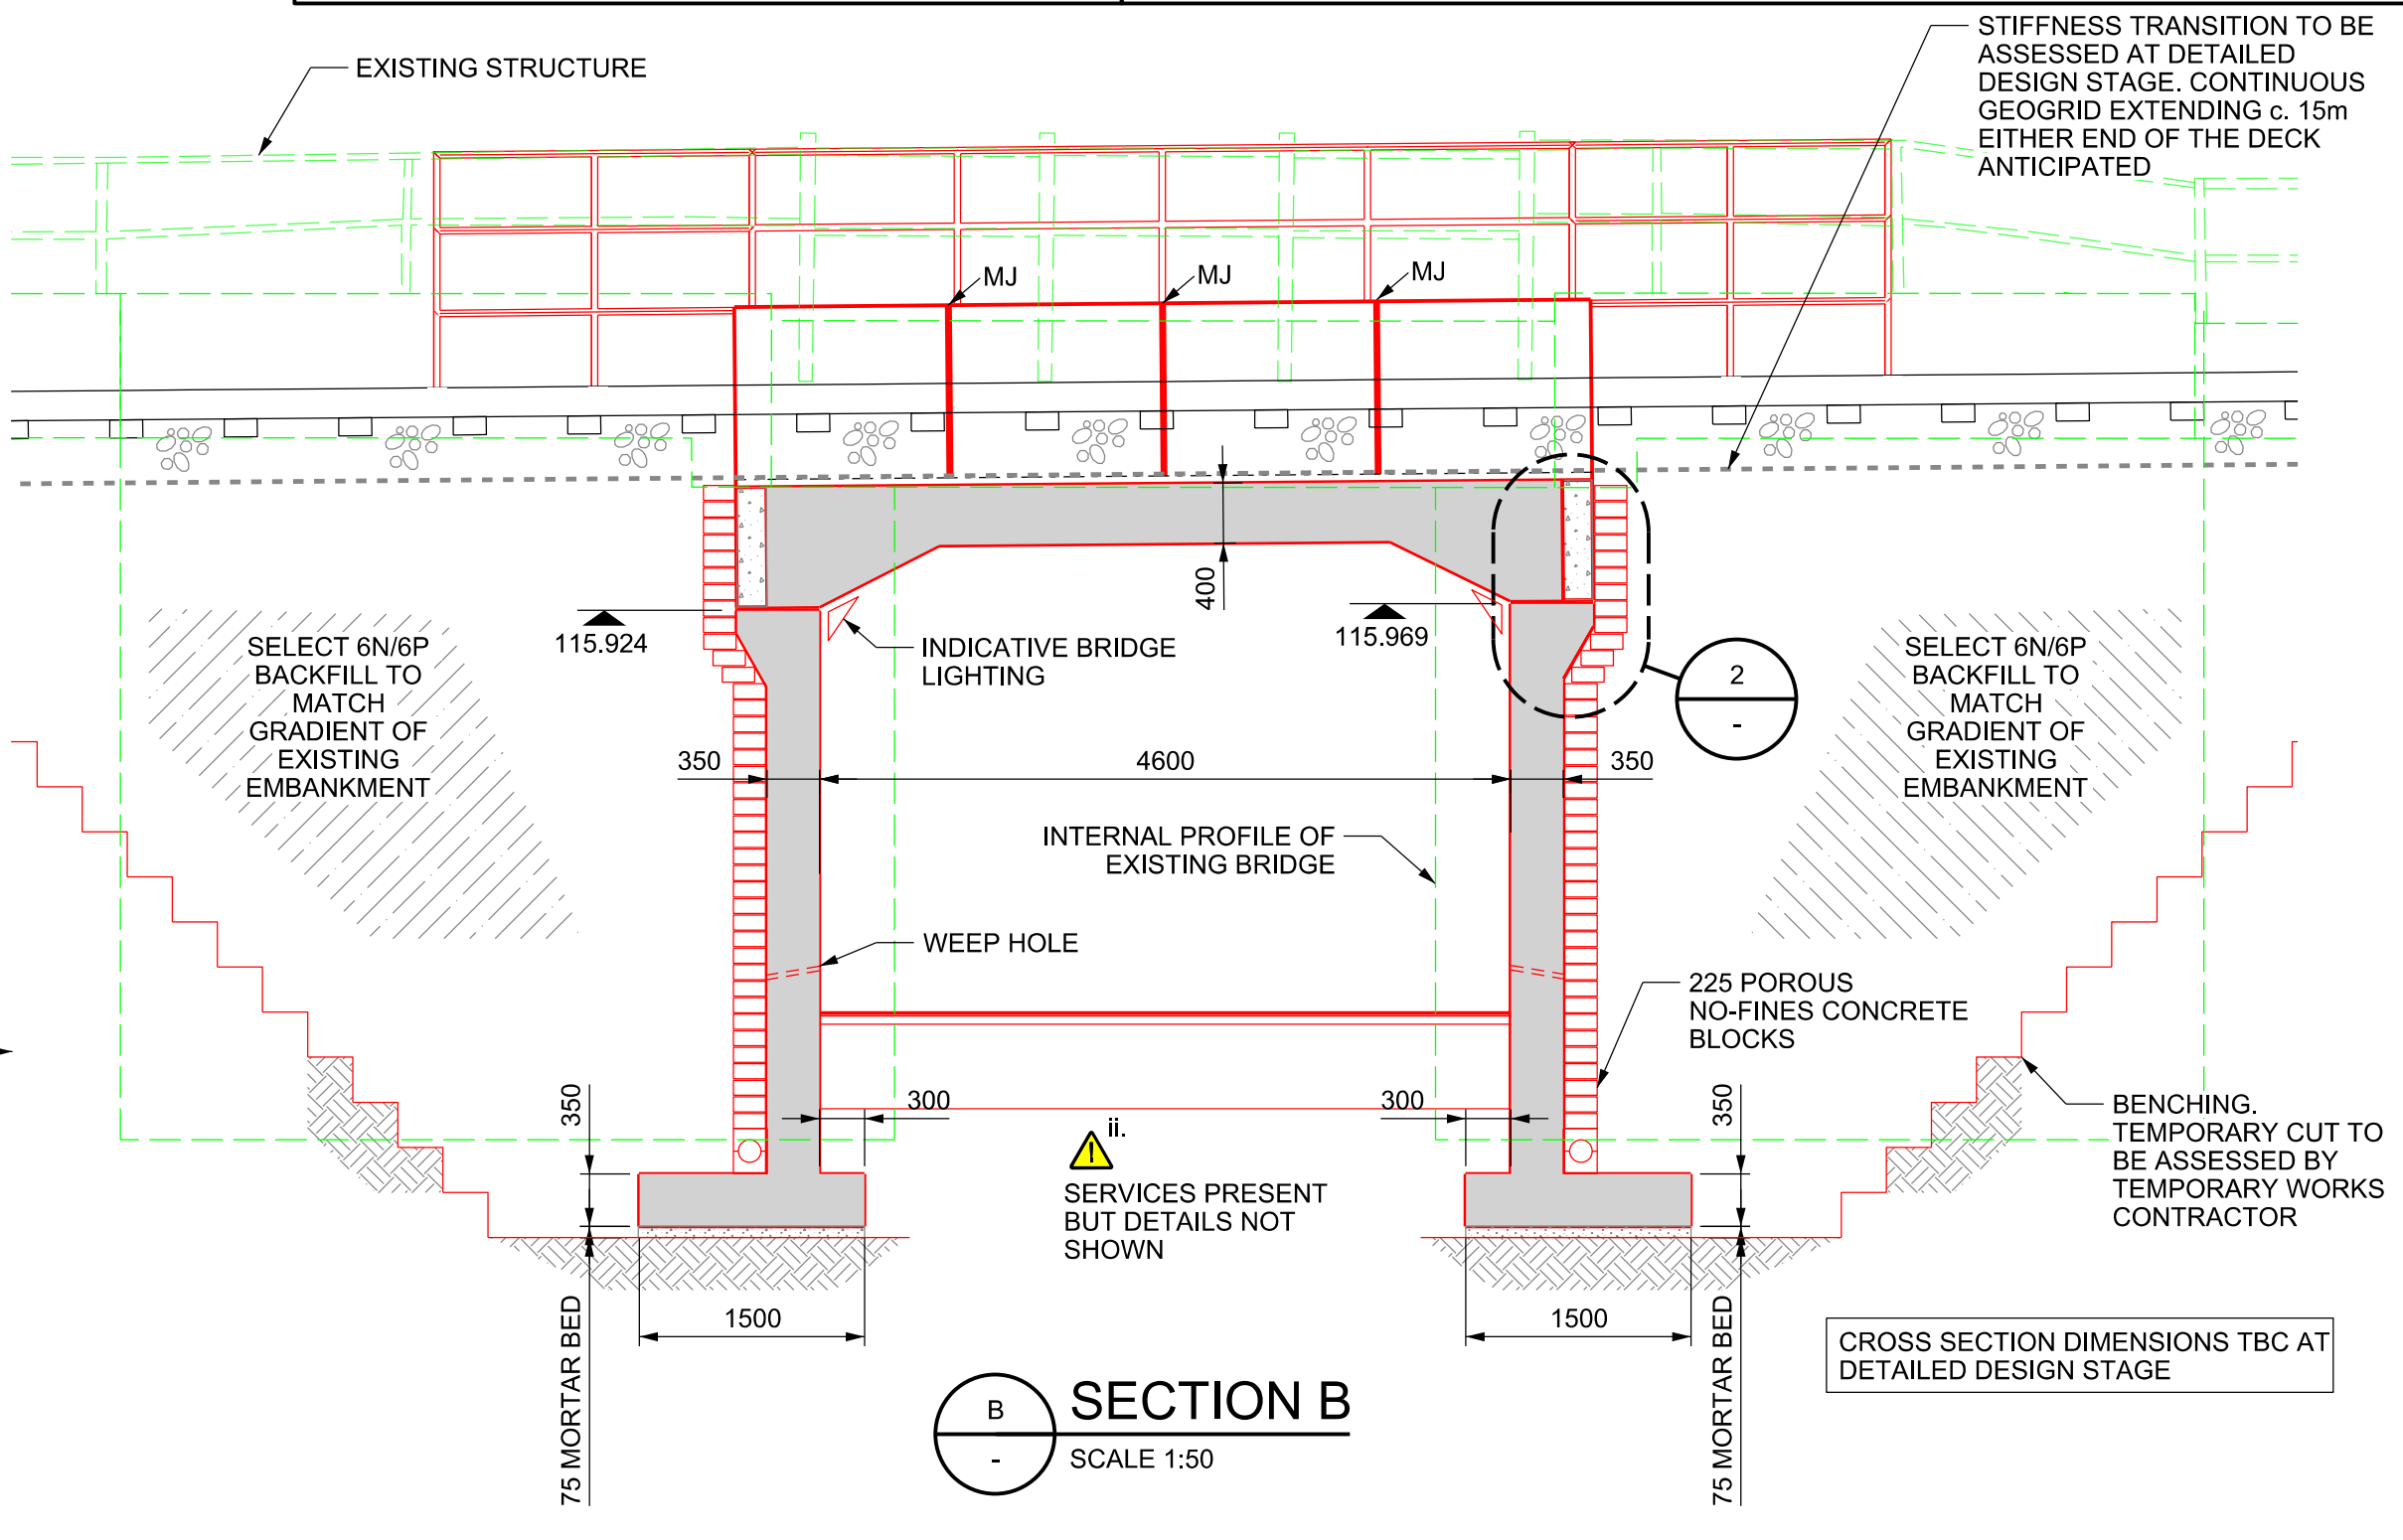 EXISTING STRUCTURE
STIFFNESS TRANSITION TO BE
ASSESSED AT DETAILED
DESIGN STAGE. CONTINUOUS
GEOGRID EXTENDING c. 15m
EITHER END OF THE DECK
ANTICIPATED
MJ
MJ
MJ
400
115.924
115.969
INDICATIVE BRIDGE
LIGHTING
SELECT 6N/6P
BACKFILL TO
MATCH
GRADIENT OF
EXISTING
EMBANKMENT
SELECT 6N/6P
BACKFILL TO
MATCH
GRADIENT OF
EXISTING
EMBANKMENT
2
-
350
4600
350
INTERNAL PROFILE OF
EXISTING BRIDGE
WEEP HOLE
225 POROUS
NO-FINES CONCRETE
BLOCKS
350
300
300
350
BENCHING.
TEMPORARY CUT TO
BE ASSESSED BY
TEMPORARY WORKS
CONTRACTOR
!
ii.
SERVICES PRESENT
BUT DETAILS NOT
SHOWN
1500
1500
75 MORTAR BED
75 MORTAR BED
CROSS SECTION DIMENSIONS TBC AT
DETAILED DESIGN STAGE
B
-
SECTION B
SCALE 1:50